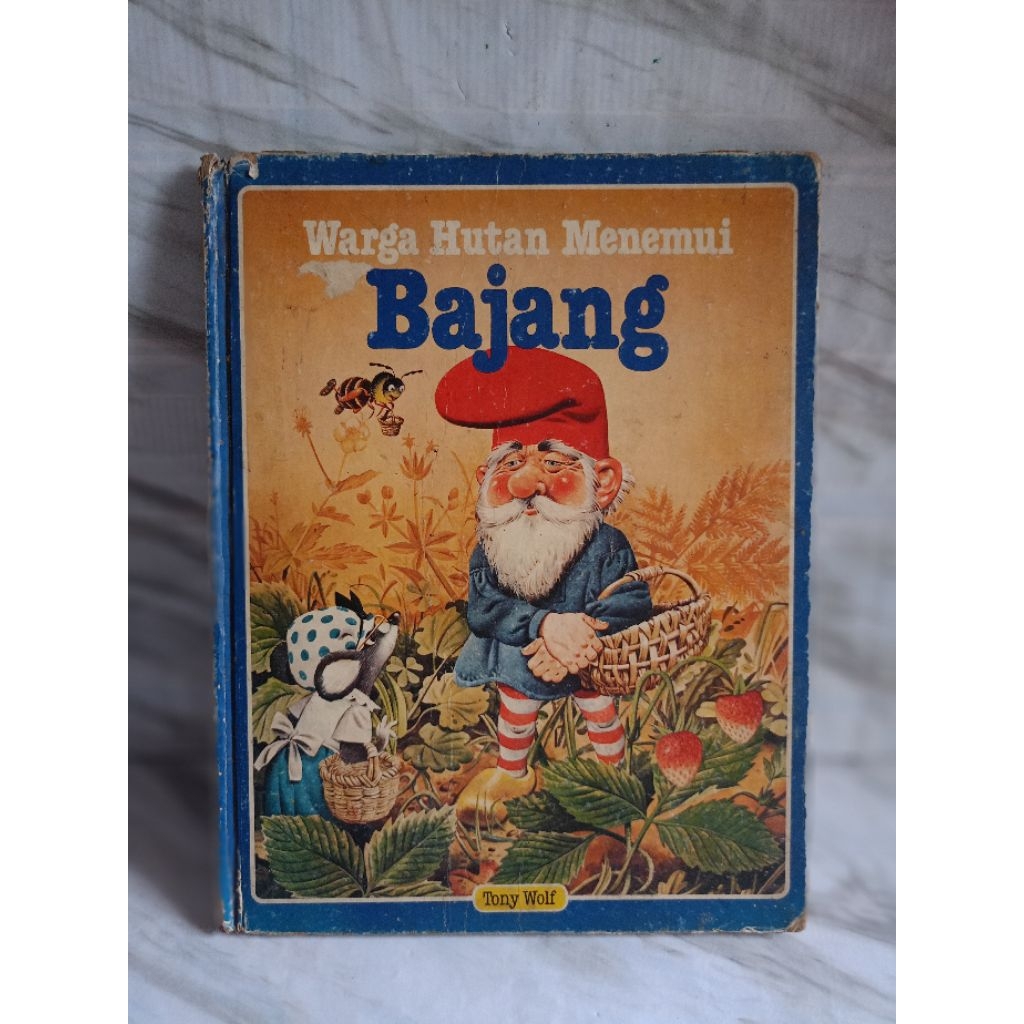 Warga Hutan Menemui
Bajang
Tony Wolf